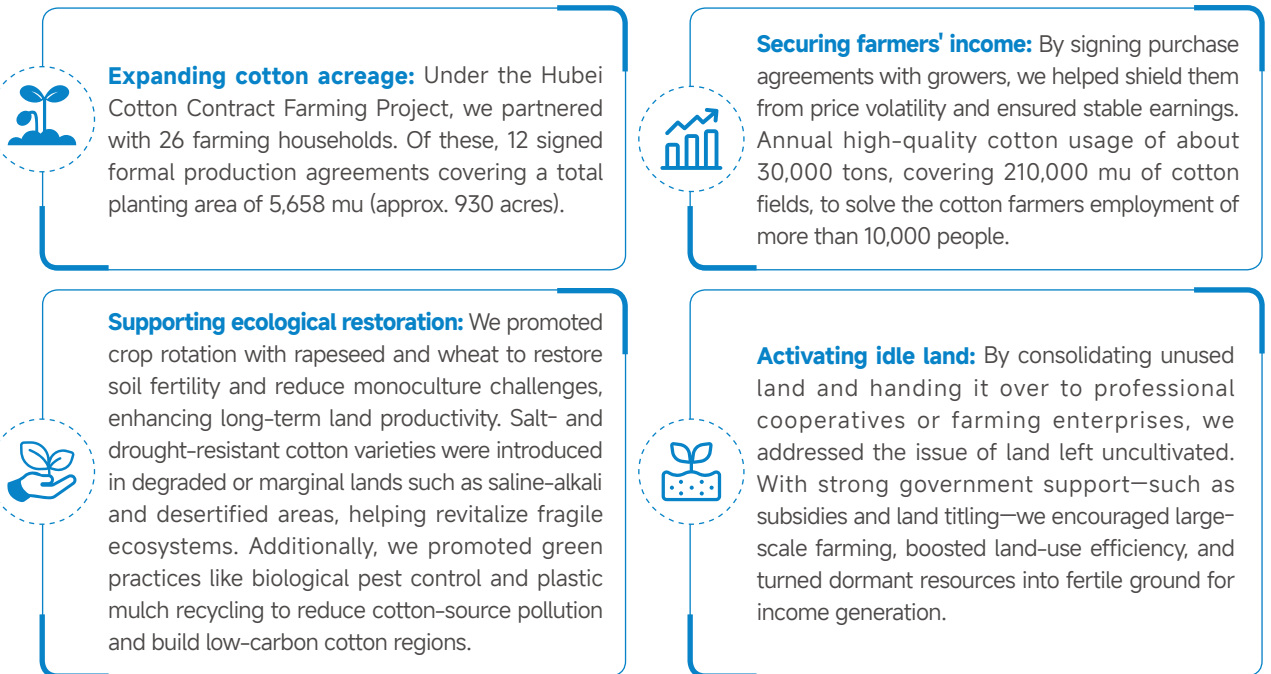 Expanding cotton acreage: Under the Hubei
Cotton Contract Farming Project, we partnered
with 26 farming households. Of these, 12 signed
formal production agreements covering a total
planting area of 5,658 mu (approx. 930 acres).
Securing farmers' income: By signing purchase
agreements with growers, we helped shield them
from price volatility and ensured stable earnings.
Annual high-quality cotton usage of about
30,000 tons, covering 210,000 mu of cotton
fields, to solve the cotton farmers employment of
more than 10,000 people.
Supporting ecological restoration: We promoted
crop rotation with rapeseed and wheat to restore
soil fertility and reduce monoculture challenges,
enhancing long-term land productivity. Salt- and
drought-resistant cotton varieties were introduced
in degraded or marginal lands such as saline-alkali
and desertified areas, helping revitalize fragile
ecosystems. Additionally, we promoted green
practices like biological pest control and plastic
mulch recycling to reduce cotton-source pollution
and build low-carbon cotton regions.
Activating idle land: By consolidating unused
land and handing it over to professional
cooperatives or farming enterprises, we
addressed the issue of land left uncultivated.
With strong government support—such as
subsidies and land titling—we encouraged large-
scale farming, boosted land-use efficiency, and
turned dormant resources into fertile ground for
income generation.